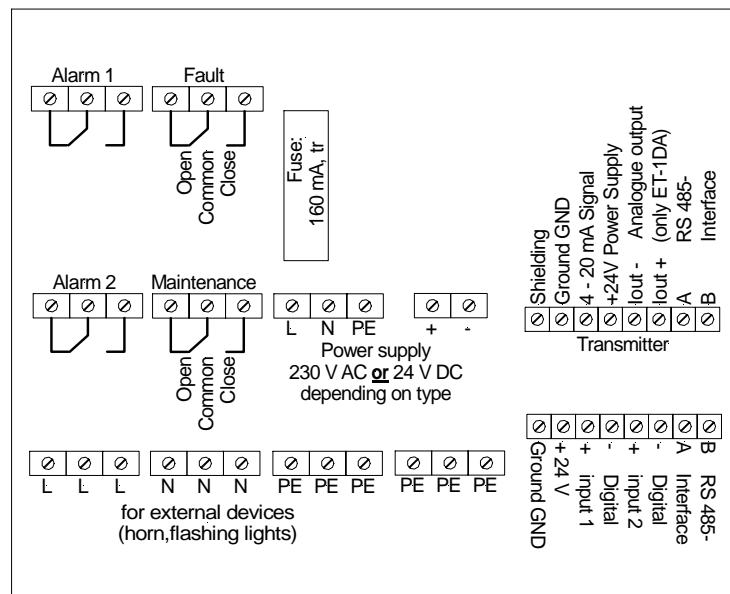 Alarm 1
Fault
Open
Common
Close
Fuse:
160 mA, tr
Alarm 2
Maintenance
Open
Common
Close
L N PE
+ -
Power supply
230 V AC or 24 V DC
depending on type
Shielding
Ground GND
4 - 20 mA Signal
+24V Power Supply
Iout - Analogue output
Iout + (only ET-1DA)
A RS 485-
B Interface
Transmitter
L L L
N N N
PE PE PE
PE PE PE
for external devices
(horn,flashing lights)
Ground GND
+ 24 V
+ input 1
- Digital
+ input 2
- Digital
A Interface
B RS 485-